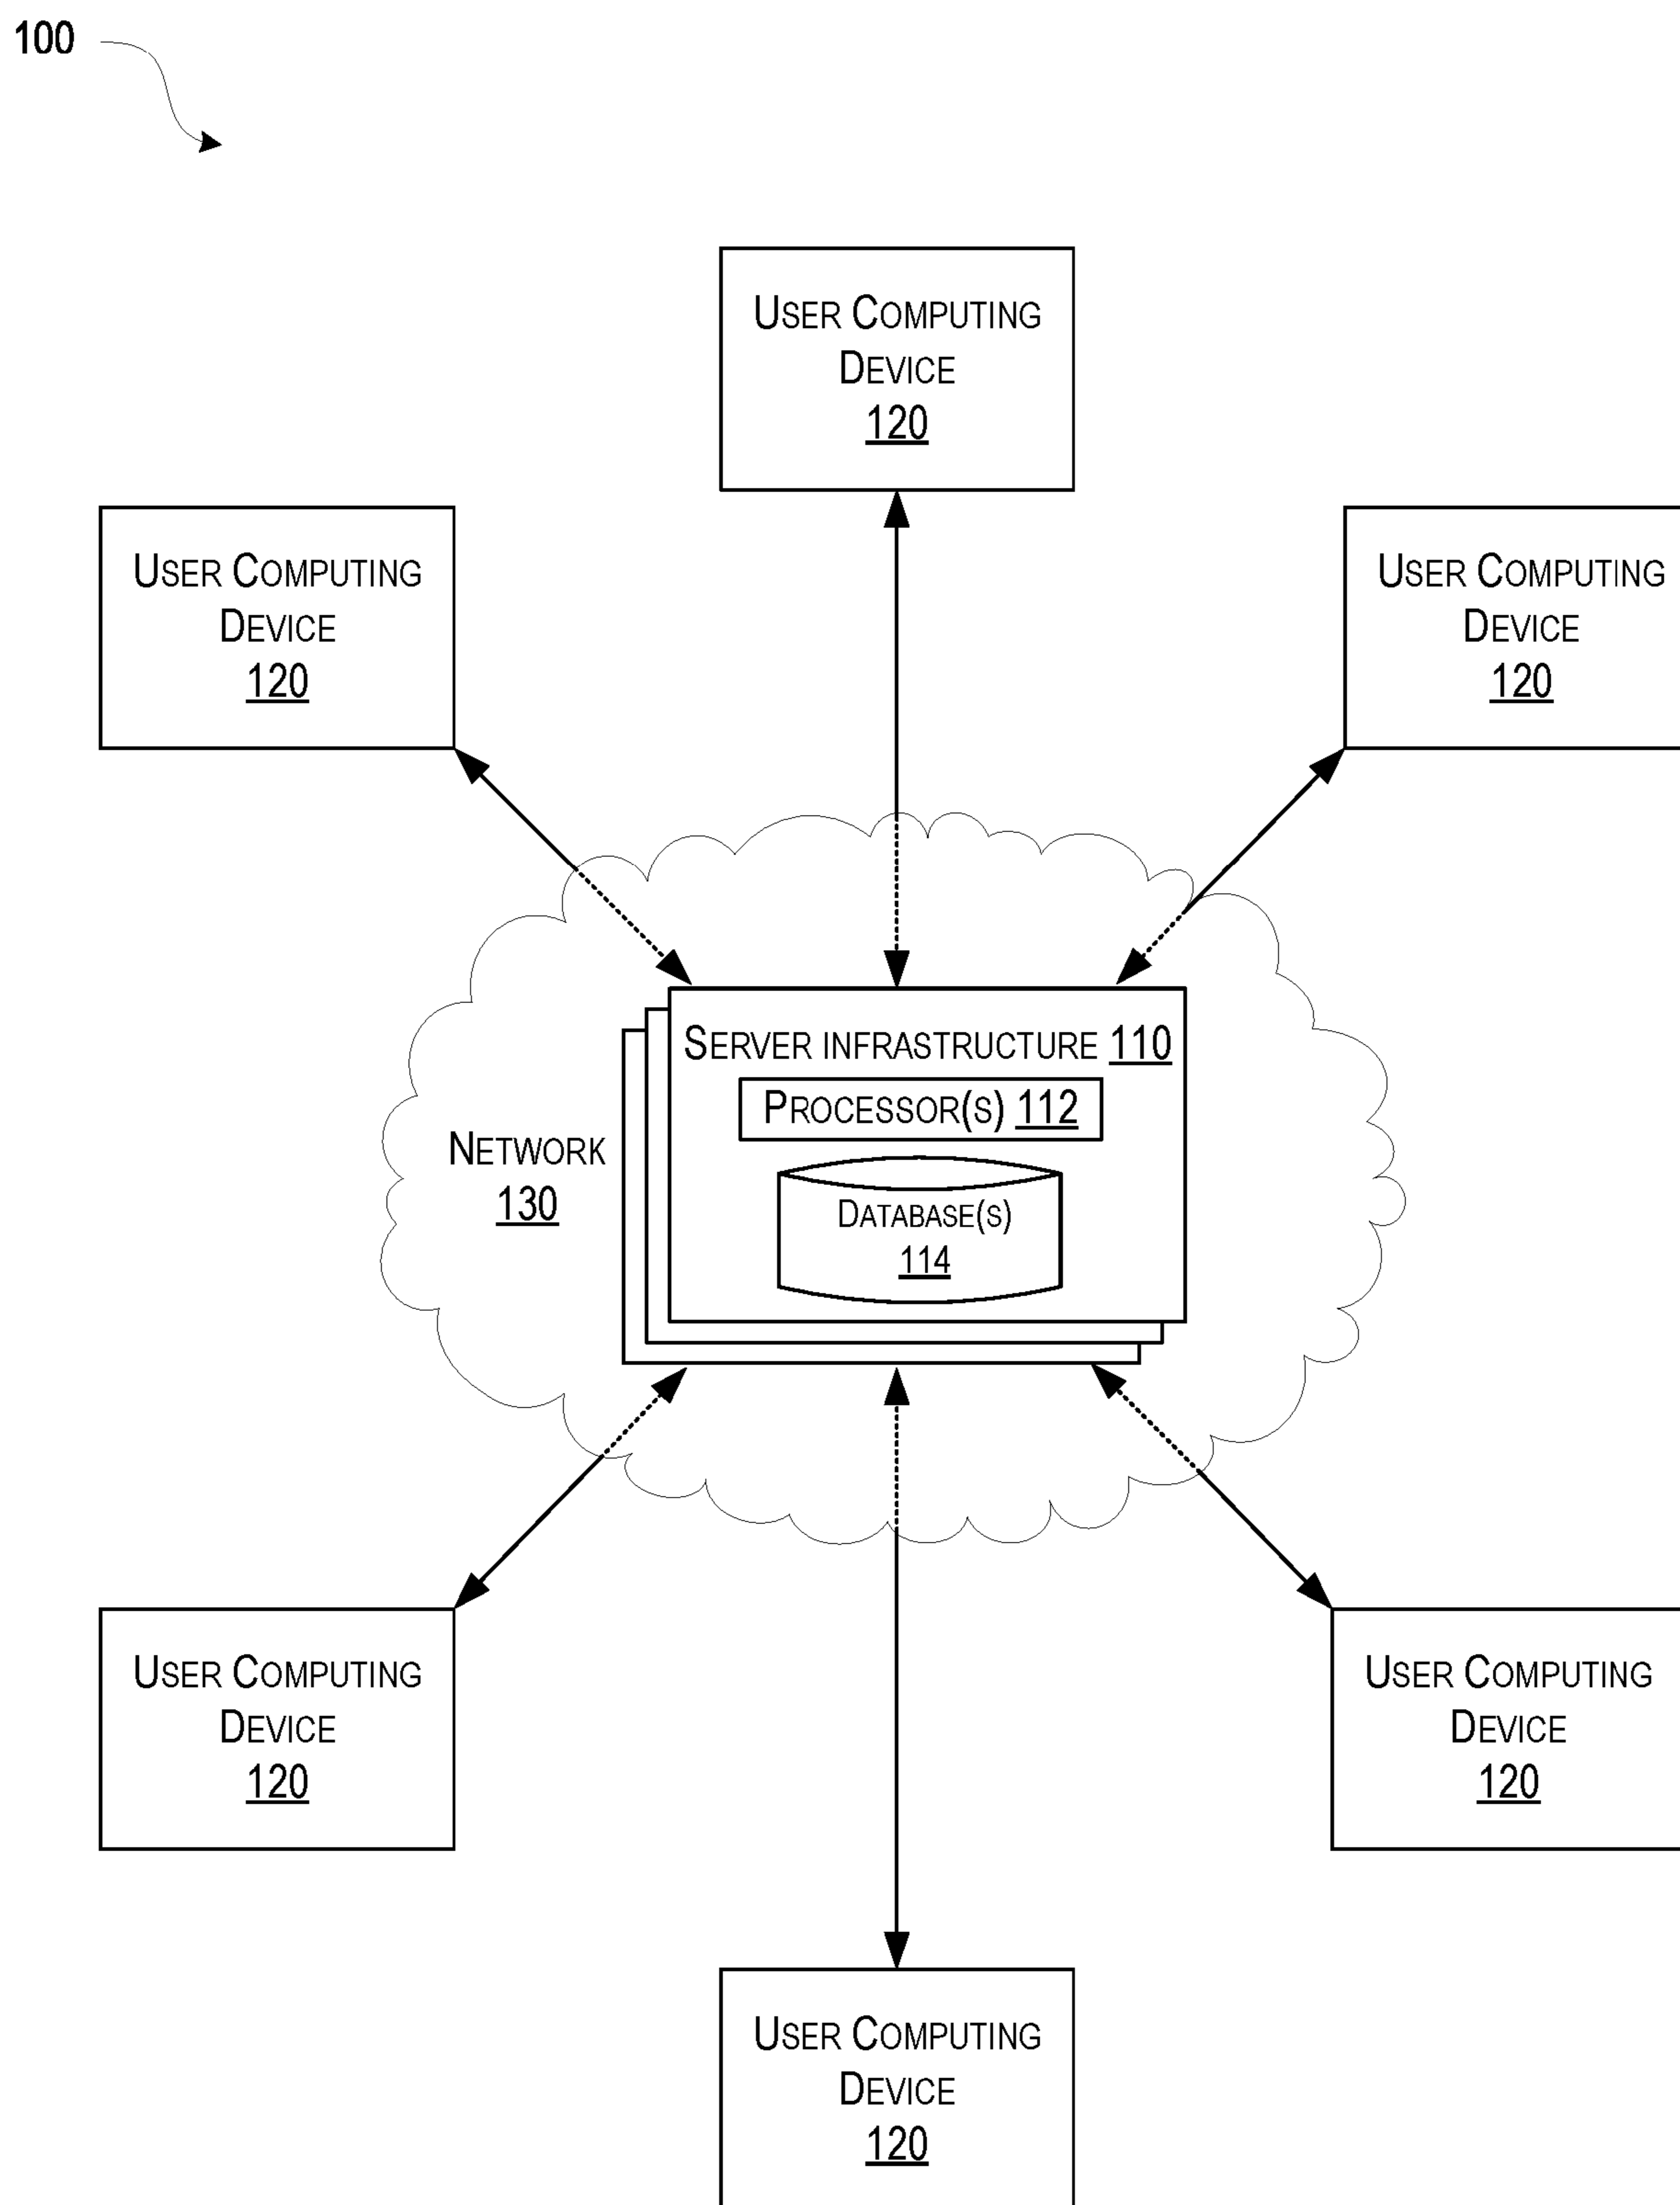 100
User Computing
Device
120
User Computing
Device
120
User Computing
Device
120
Server infrastructure 110
Processor(s) 112
Network
130
Database(s)
114
User Computing
Device
120
User Computing
Device
120
User Computing
Device
120